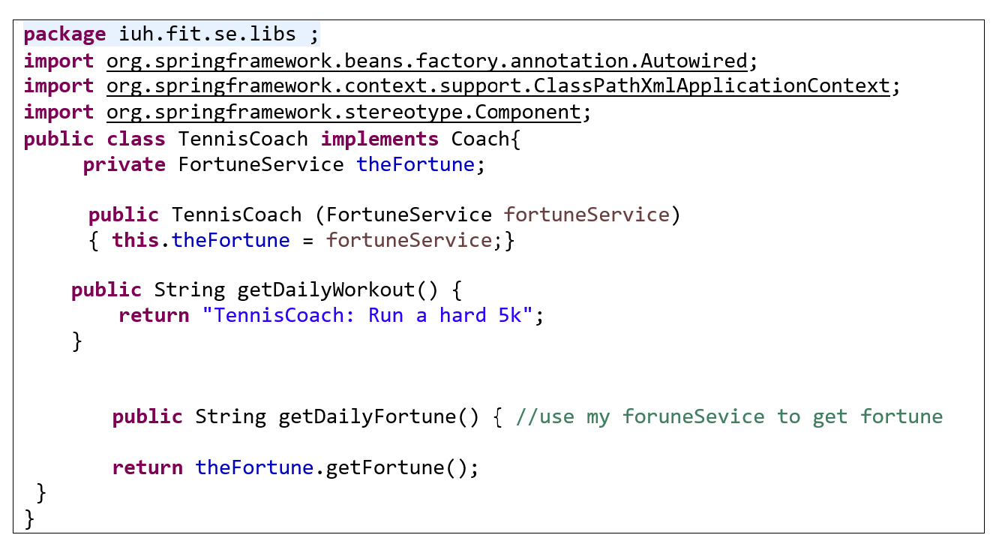 package iuh.fit.se.libs ;
import org.springframework.beans.factory.annotation.Autowired;
import org.springframework.context.support.ClassPathXmlApplicationContext;
import org.springframework.stereotype.Component;
public class TennisCoach implements Coach{
private FortuneService theFortune;
public TennisCoach (FortuneService fortuneService)
{ this.theFortune = fortuneService;}
public String getDailyWorkout() {
return "TennisCoach: Run a hard 5k";
}
public String getDailyFortune() { //use my foruneSevice to get fortune
return theFortune.getFortune();
}
}